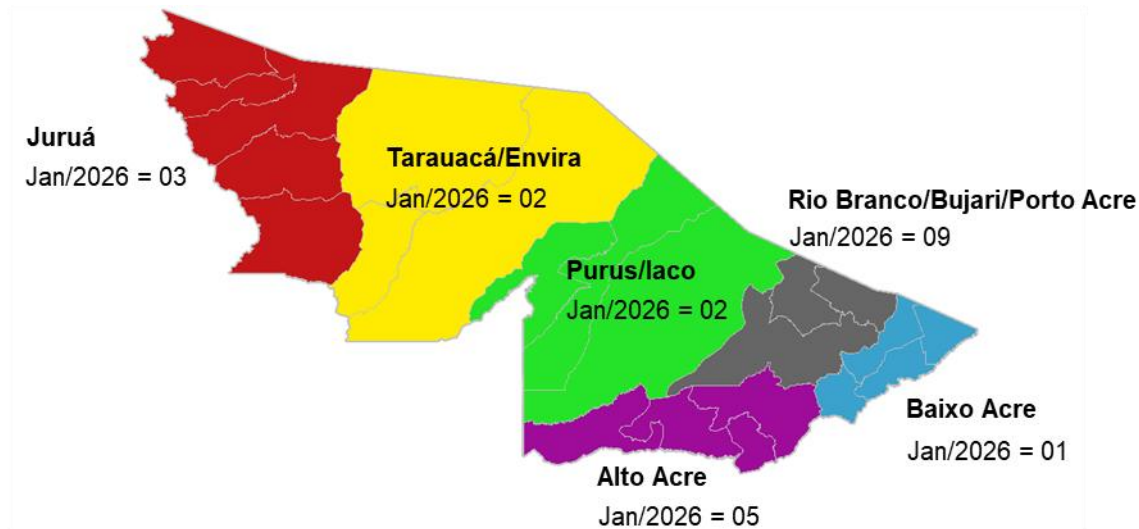 Juruá
Jan/2026 = 03
Tarauacá/Envira
Jan/2026 = 02
Rio Branco/Bujari/Porto Acre
Jan/2026 = 09
Purus/Iaco
Jan/2026 = 02
Baixo Acre
Jan/2026 = 01
Alto Acre
Jan/2026 = 05